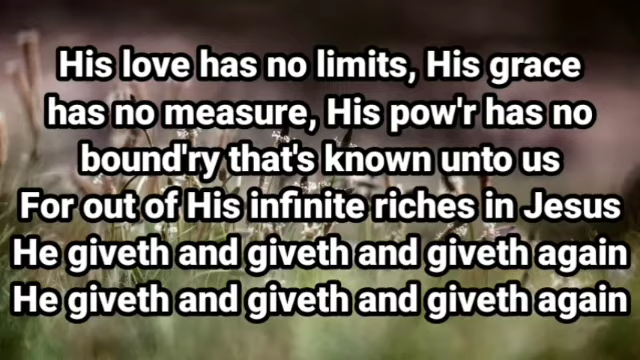 His love has no limits, His grace
has no measure, His pow'r has no
bound'ry that's known unto us
For out of His infinite riches in Jesus
He giveth and giveth and giveth again
He giveth and giveth and giveth again